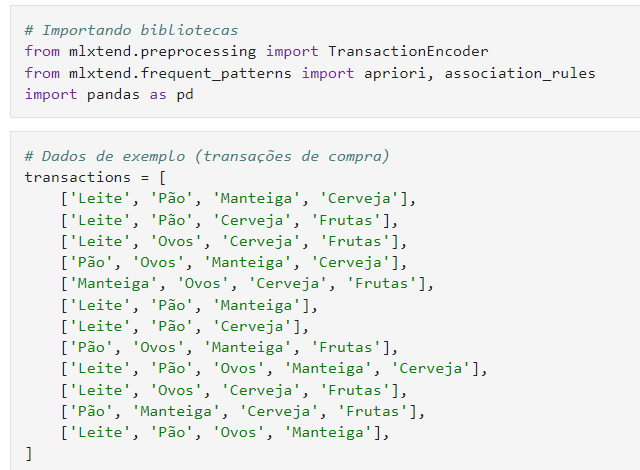 # Importando bibliotecas
from mlxtend.preprocessing import TransactionEncoder
from mlxtend.frequent_patterns import apriori, association_rules
import pandas as pd
# Dados de exemplo (transações de compra)
transactions = [
    ['Leite', 'Pão', 'Manteiga', 'Cerveja'],
    ['Leite', 'Pão', 'Cerveja', 'Frutas'],
    ['Leite', 'Ovos', 'Cerveja', 'Frutas'],
    ['Pão', 'Ovos', 'Manteiga', 'Cerveja'],
    ['Manteiga', 'Ovos', 'Cerveja', 'Frutas'],
    ['Leite', 'Pão', 'Manteiga'],
    ['Leite', 'Pão', 'Cerveja'],
    ['Pão', 'Ovos', 'Manteiga', 'Frutas'],
    ['Leite', 'Pão', 'Ovos', 'Manteiga', 'Cerveja'],
    ['Leite', 'Ovos', 'Cerveja', 'Frutas'],
    ['Pão', 'Manteiga', 'Cerveja', 'Frutas'],
    ['Leite', 'Pão', 'Ovos', 'Manteiga'],
]